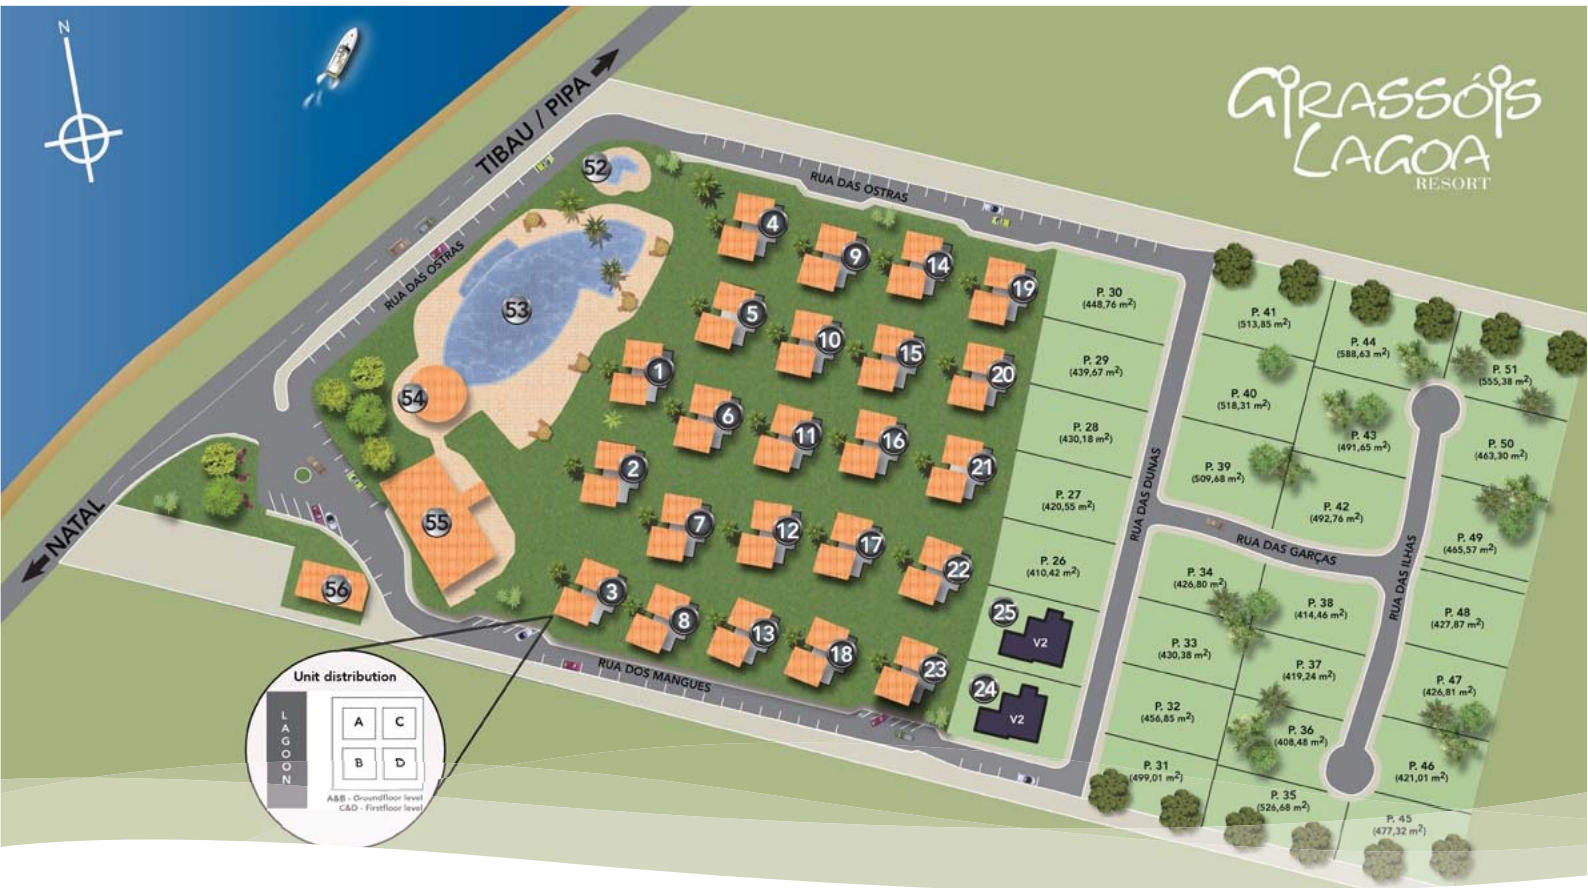 N
TIBAU / PIPA
GIRASSÓIS
LAGOA
RESORT
52
RUA DAS OSTRAS
RUA DAS OSTRAS
53
54
55
56
NATAL
4
9
14
19
5
10
15
20
1
6
11
16
21
2
7
12
17
22
3
8
13
18
23
25
V2
24
V2
RUA DOS MANGUES
RUA DAS DUNAS
RUA DAS GARÇAS
RUA DAS ILHAS
P. 30
(448,76 m²)
P. 29
(439,67 m²)
P. 28
(430,18 m²)
P. 27
(420,55 m²)
P. 26
(410,42 m²)
P. 41
(513,85 m²)
P. 40
(518,31 m²)
P. 39
(509,68 m²)
P. 44
(588,63 m²)
P. 43
(491,65 m²)
P. 42
(492,76 m²)
P. 51
(555,38 m²)
P. 50
(463,30 m²)
P. 49
(465,57 m²)
P. 48
(427,87 m²)
P. 47
(426,81 m²)
P. 46
(421,01 m²)
P. 45
(477,32 m²)
P. 34
(426,80 m²)
P. 33
(430,38 m²)
P. 32
(456,85 m²)
P. 31
(499,01 m²)
P. 38
(414,46 m²)
P. 37
(419,24 m²)
P. 36
(408,48 m²)
P. 35
(526,68 m²)
Unit distribution
LAGOON
A C
B D
A&B - Groundfloor level
C&D - Firstfloor level